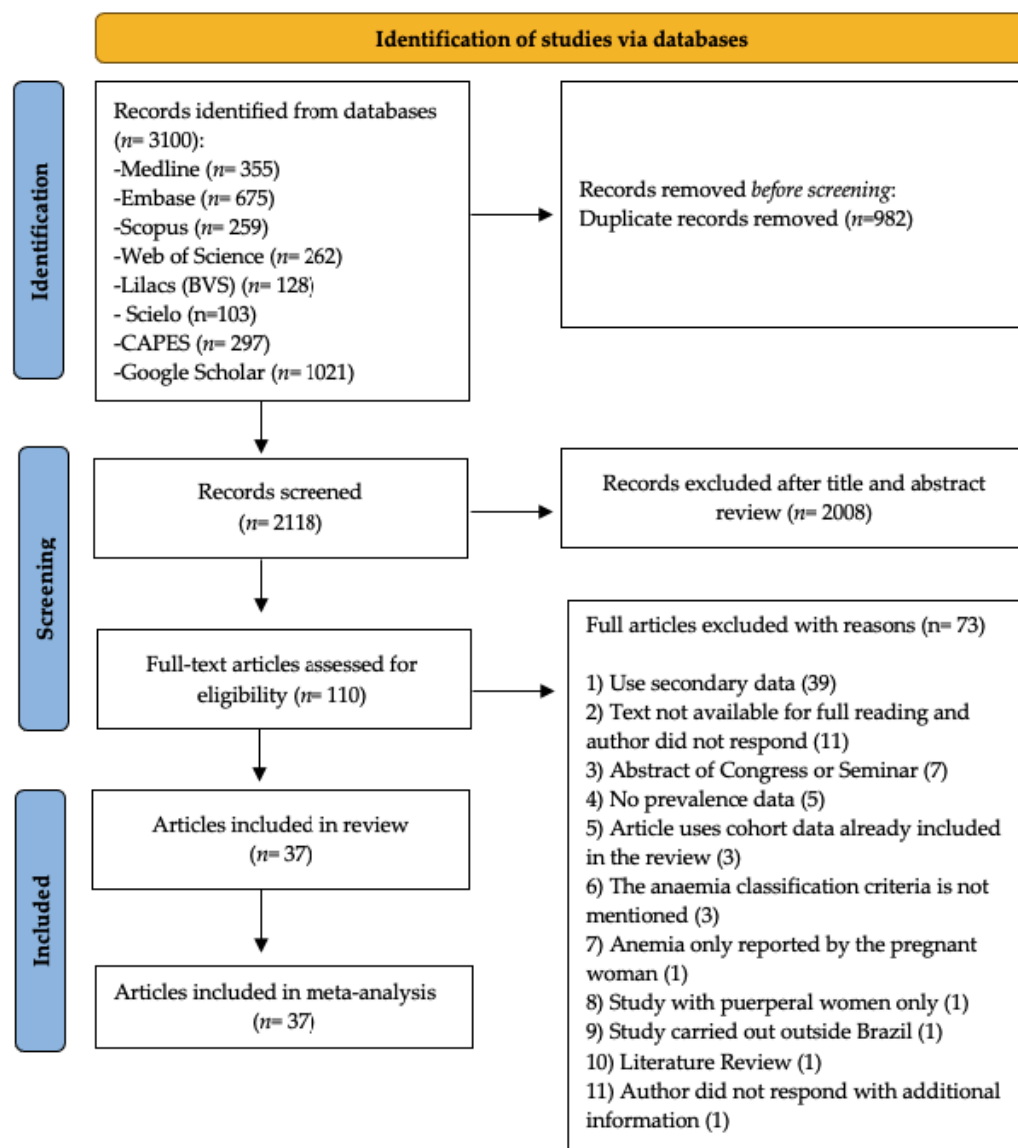 Identification of studies via databases
Identification
Records identified from databases
(n= 3100):
-Medline (n= 355)
-Embase (n= 675)
-Scopus (n= 259)
-Web of Science (n= 262)
-Lilacs (BVS) (n= 128)
- Scielo (n=103)
-CAPES (n= 297)
-Google Scholar (n= 1021)
Records removed before screening:
Duplicate records removed (n=982)
Screening
Records screened
(n= 2118)
Records excluded after title and abstract
review (n= 2008)
Full-text articles assessed for
eligibility (n= 110)
Full articles excluded with reasons (n= 73)
1) Use secondary data (39)
2) Text not available for full reading and
author did not respond (11)
3) Abstract of Congress or Seminar (7)
4) No prevalence data (5)
5) Article uses cohort data already included
in the review (3)
6) The anaemia classification criteria is not
mentioned (3)
7) Anemia only reported by the pregnant
woman (1)
8) Study with puerperal women only (1)
9) Study carried out outside Brazil (1)
10) Literature Review (1)
11) Author did not respond with additional
information (1)
Included
Articles included in review
(n= 37)
Articles included in meta-analysis
(n= 37)